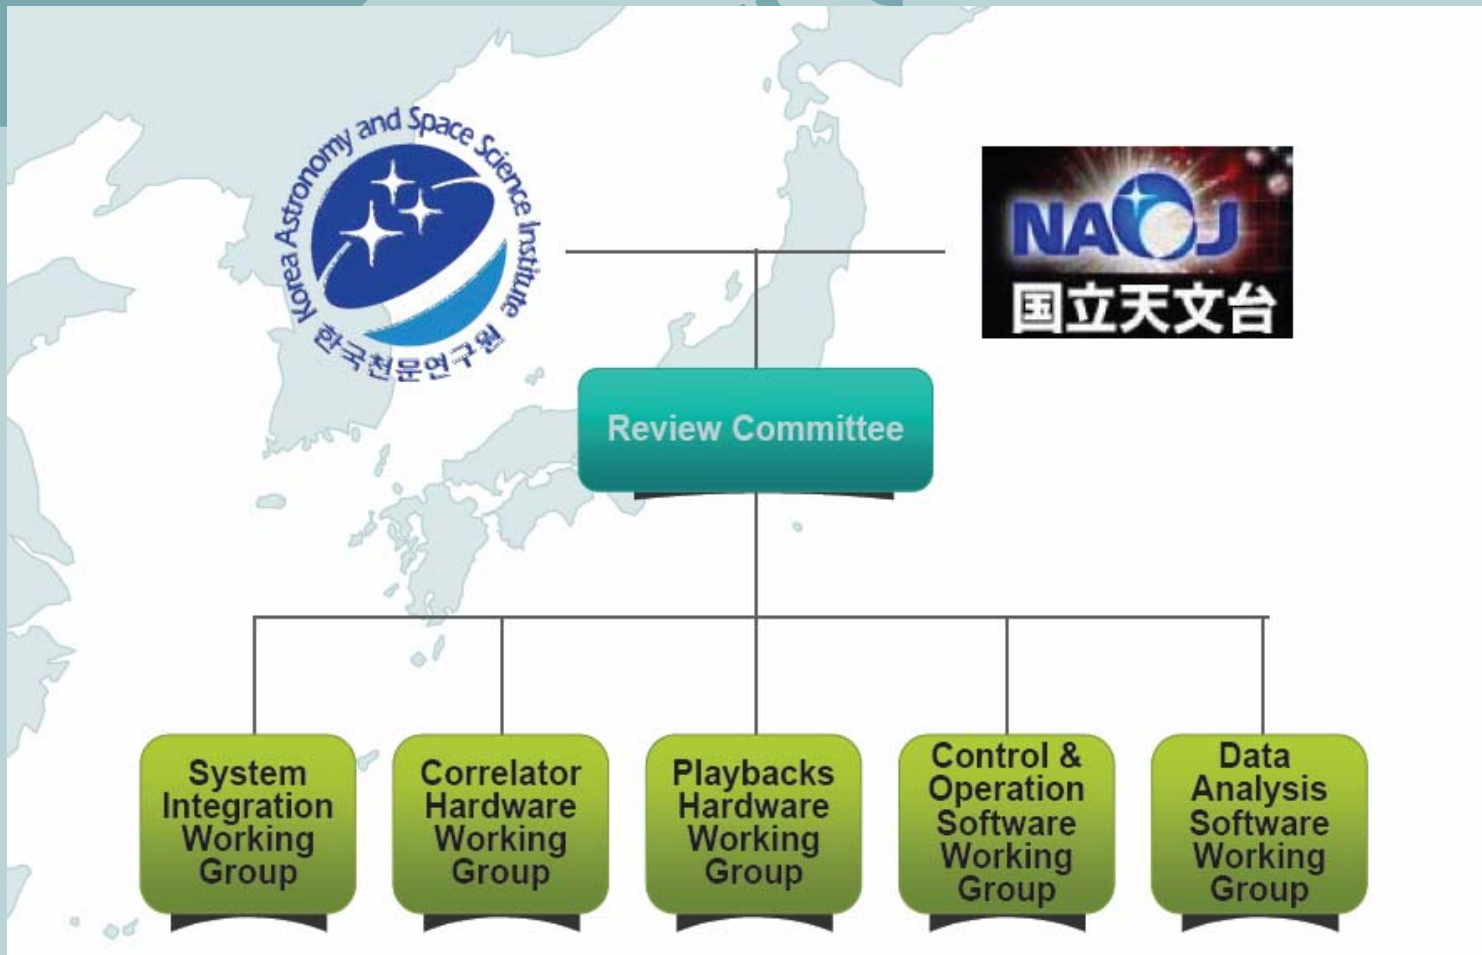 Korea Astronomy and Space Science Institute
한국천문연구원
NAOJ
国立天文台
Review Committee
System
Integration
Working
Group
Correlator
Hardware
Working
Group
Playbacks
Hardware
Working
Group
Control &
Operation
Software
Working
Group
Data
Analysis
Software
Working
Group